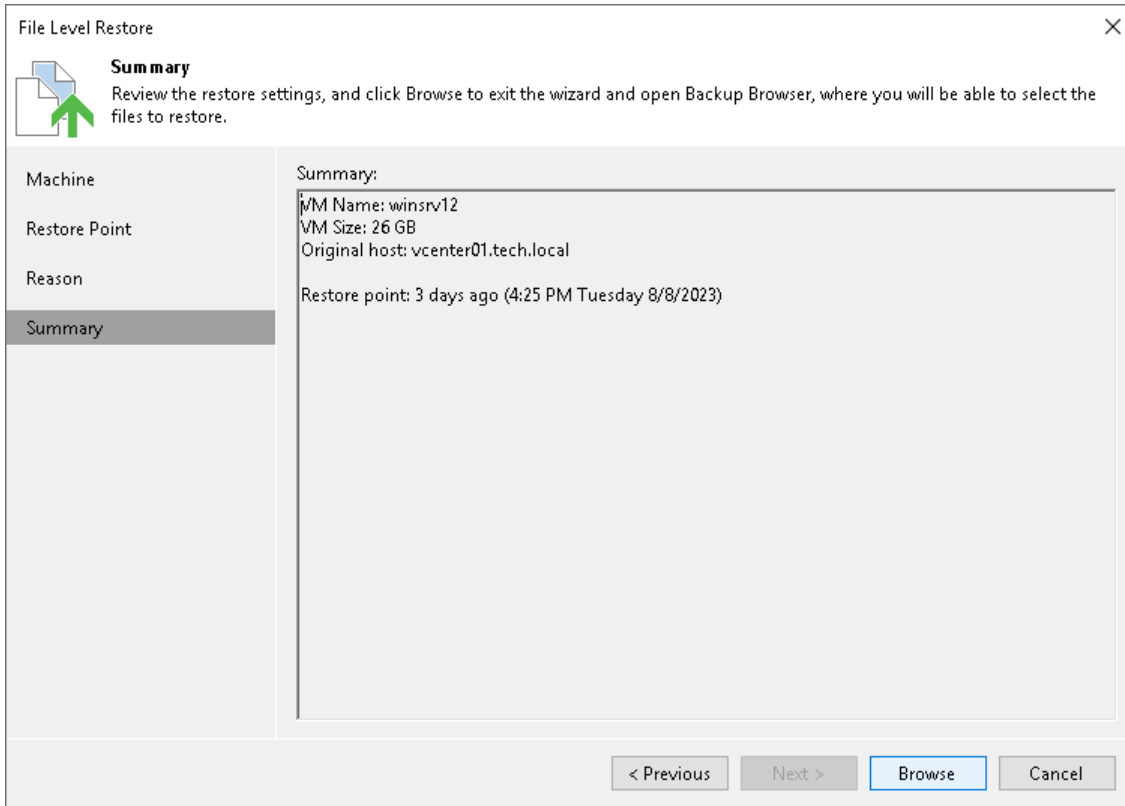 File Level Restore
Summary
Review the restore settings, and click Browse to exit the wizard and open Backup Browser, where you will be able to select the
files to restore.
Machine
Restore Point
Reason
Summary
Summary:
VM Name: winsrv12
VM Size: 26 GB
Original host: vcenter01.tech.local
Restore point: 3 days ago (4:25 PM Tuesday 8/8/2023)
< Previous
Next >
Browse
Cancel